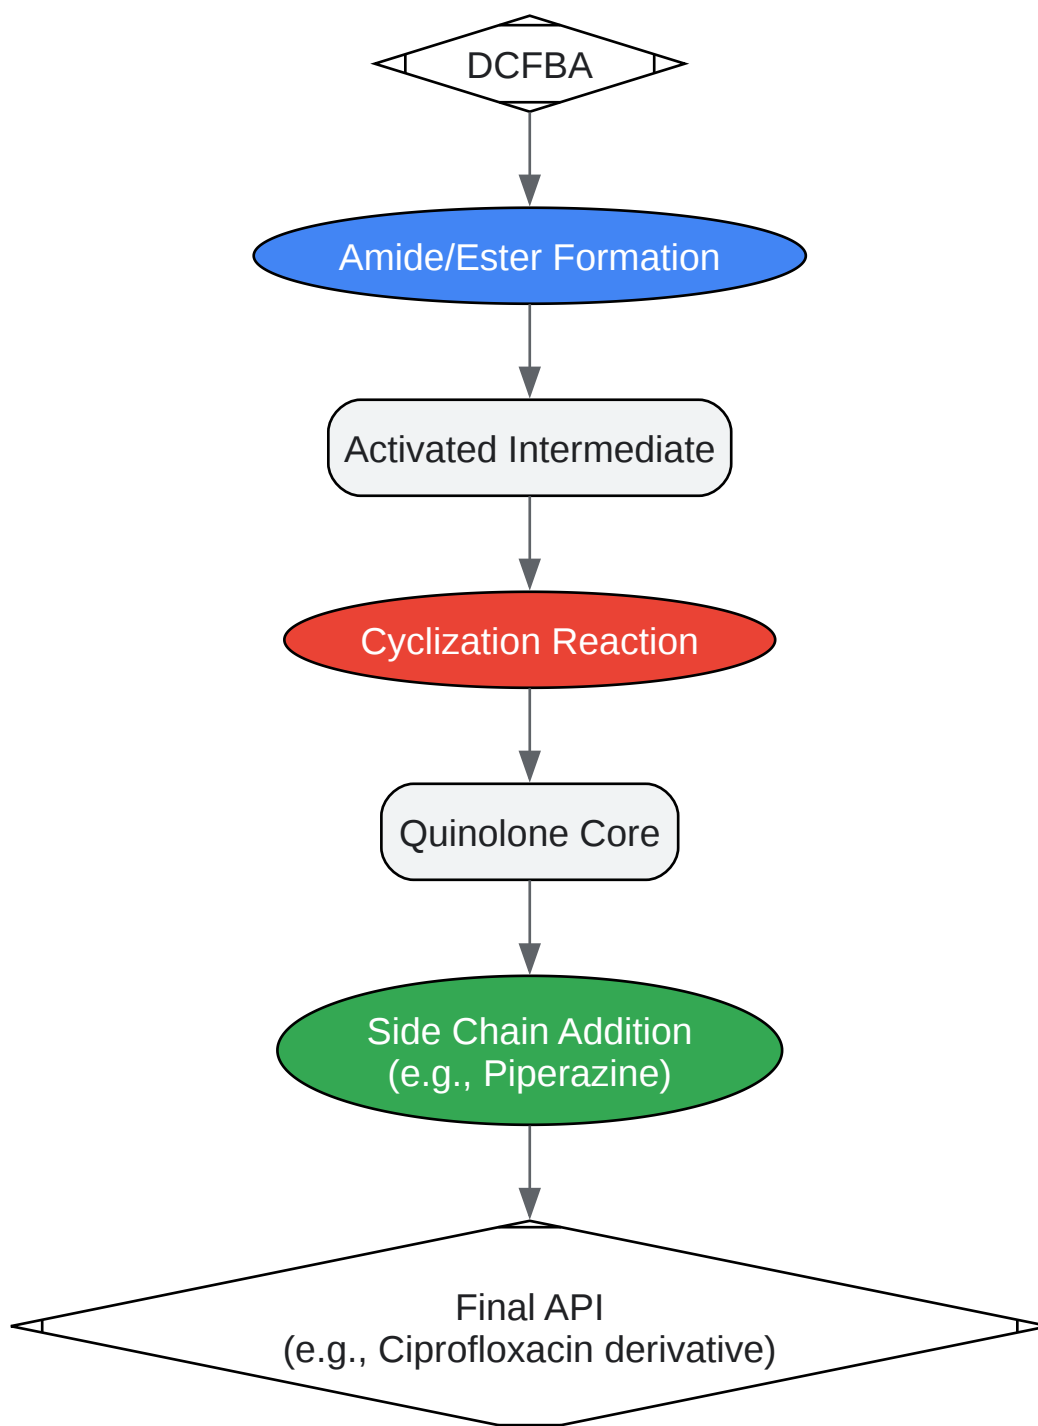 DCFBA
Amide/Ester Formation
Activated Intermediate
Cyclization Reaction
Quinolone Core
Side Chain Addition
(e.g., Piperazine)
Final API
(e.g., Ciprofloxacin derivative)